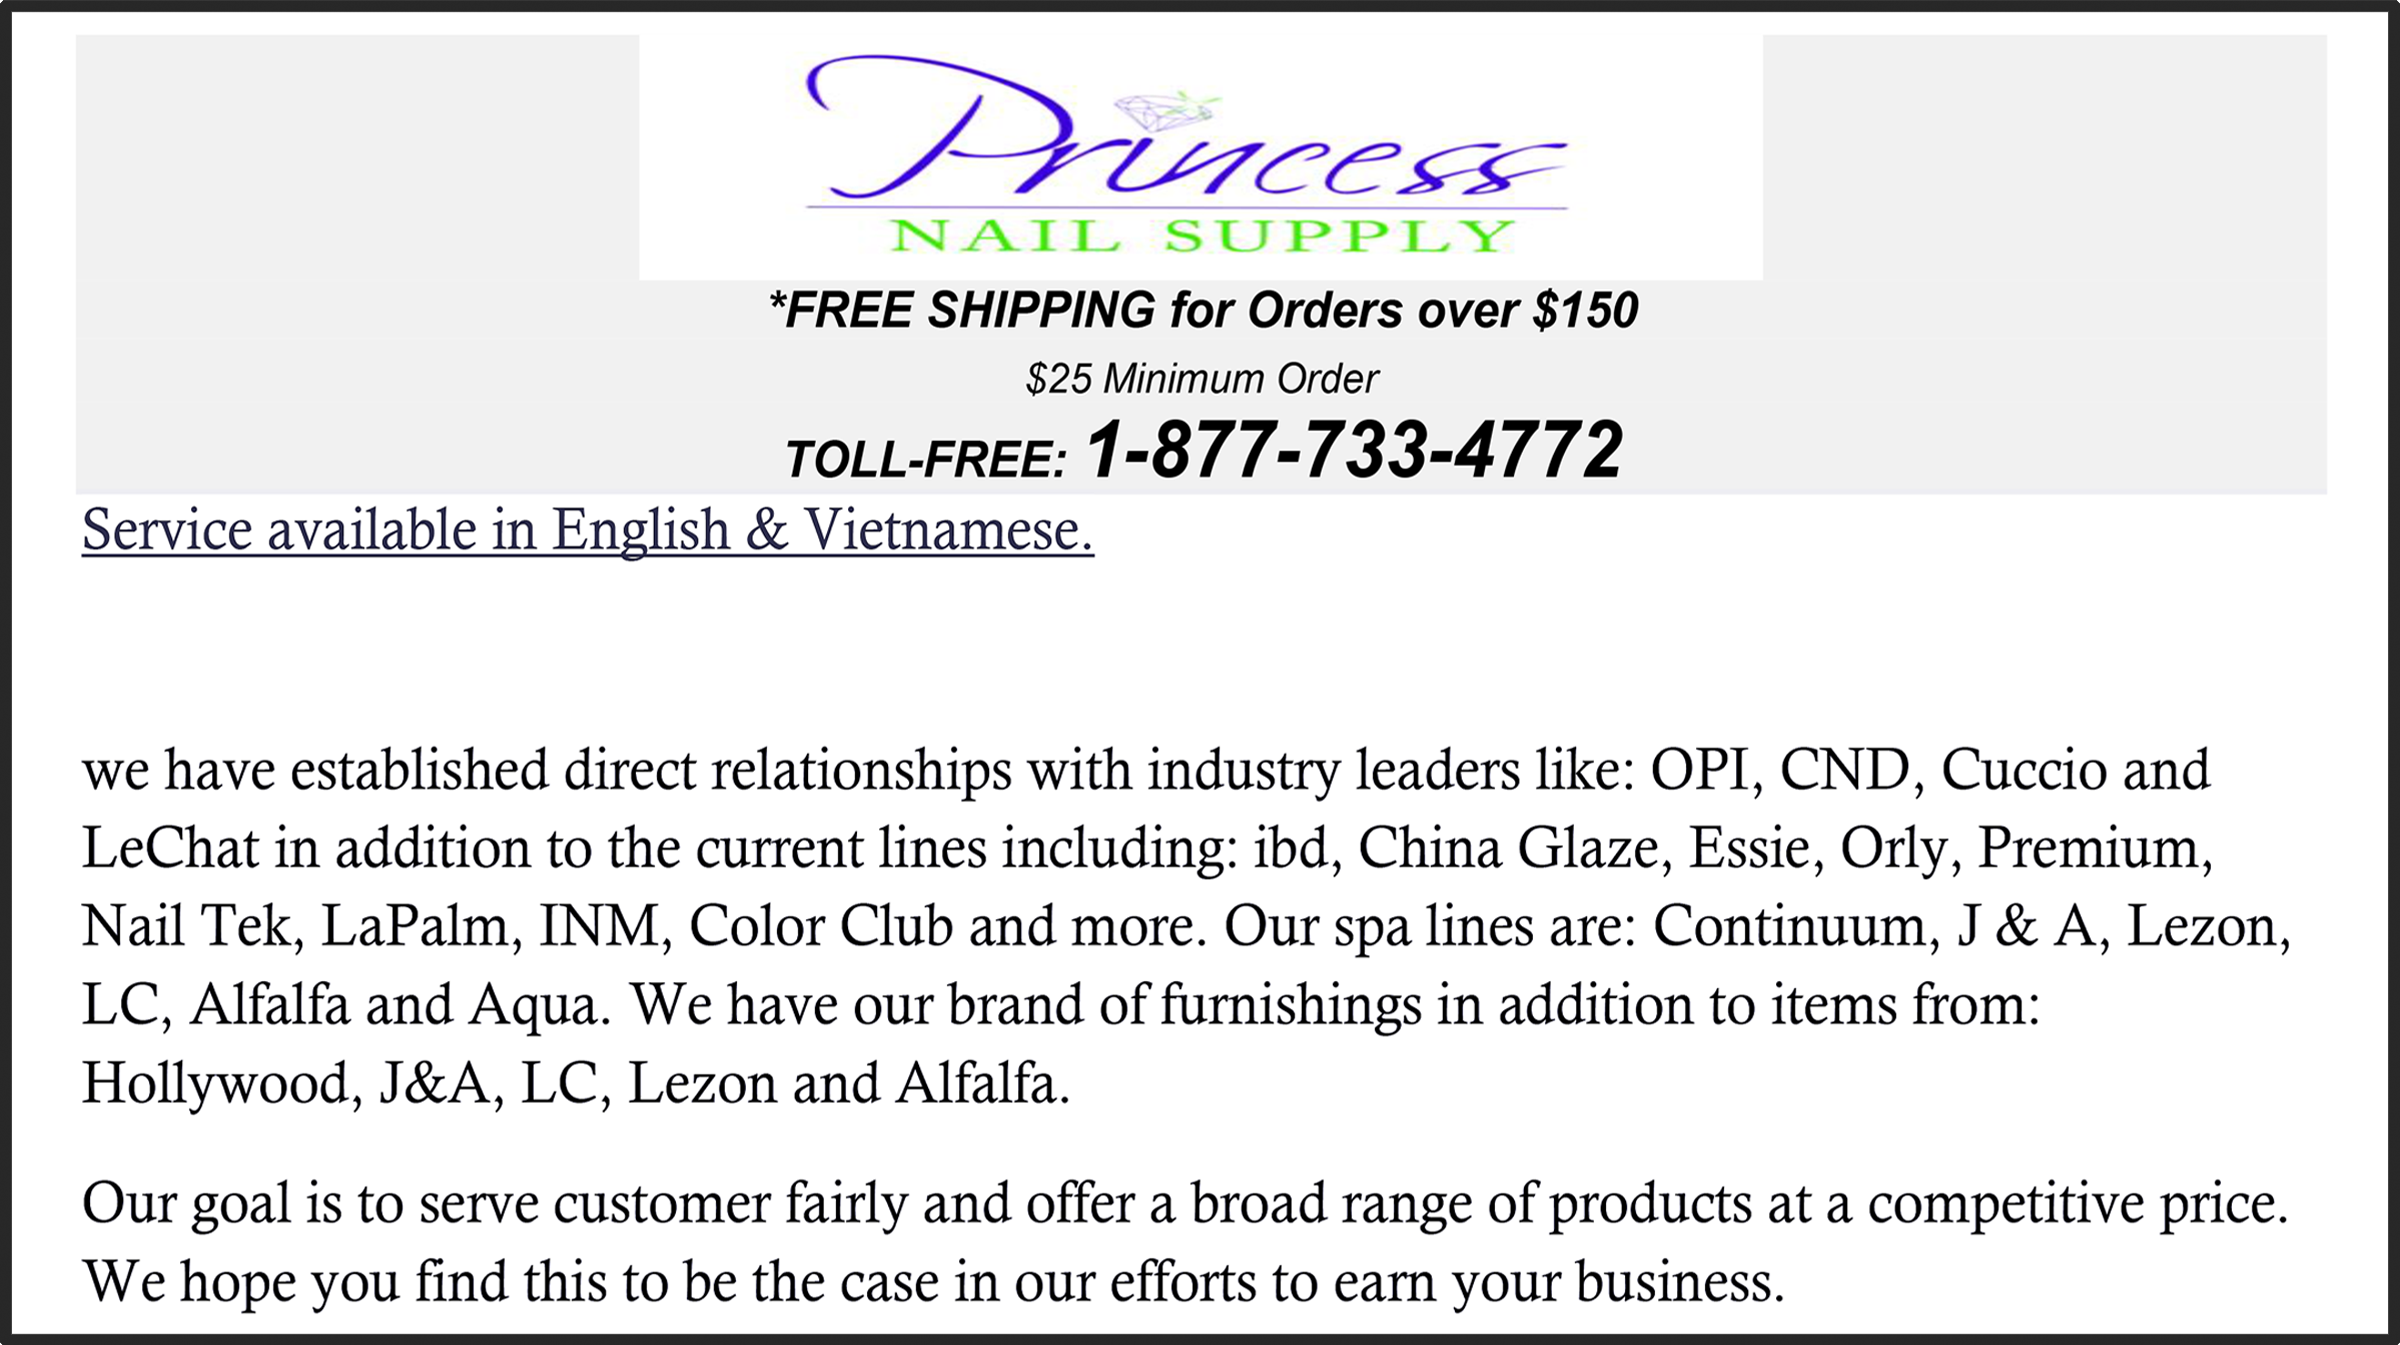 Princess
NAIL SUPPLY
*FREE SHIPPING for Orders over $150
$25 Minimum Order
TOLL-FREE: 1-877-733-4772
Service available in English & Vietnamese.
we have established direct relationships with industry leaders like: OPI, CND, Cuccio and
LeChat in addition to the current lines including: ibd, China Glaze, Essie, Orly, Premium,
Nail Tek, LaPalm, INM, Color Club and more. Our spa lines are: Continuum, J & A, Lezon,
LC, Alfalfa and Aqua. We have our brand of furnishings in addition to items from:
Hollywood, J&A, LC, Lezon and Alfalfa.
Our goal is to serve customer fairly and offer a broad range of products at a competitive price.
We hope you find this to be the case in our efforts to earn your business.